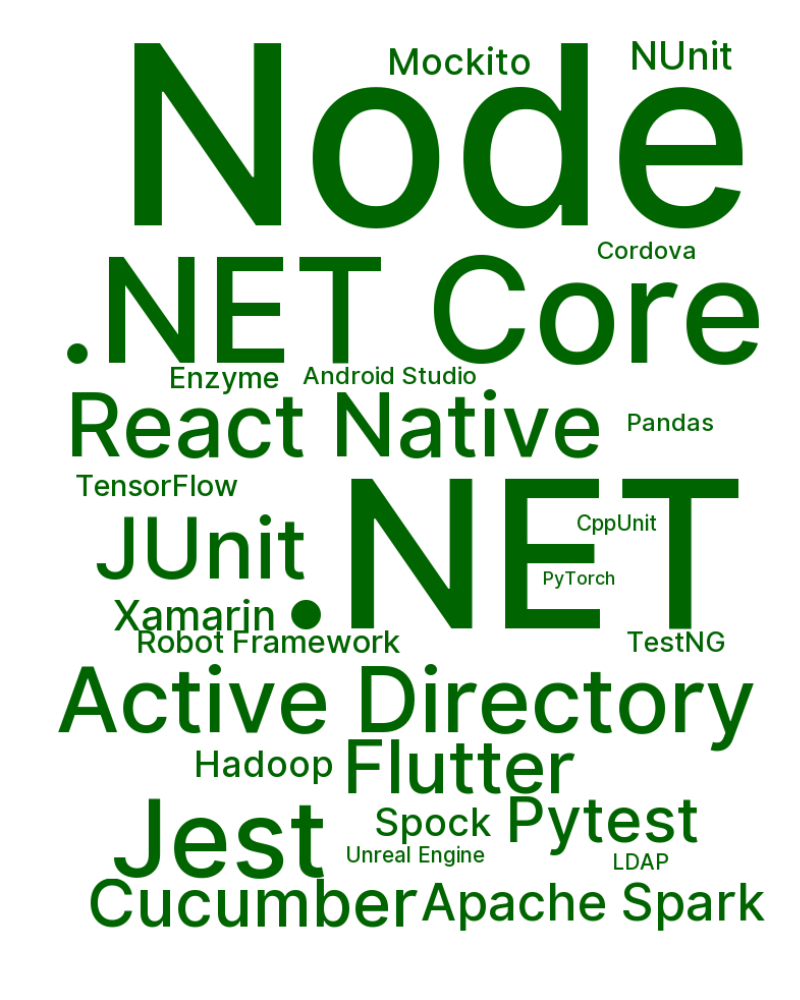 Mockito
NUnit
Node
Cordova
.NET Core
Enzyme
Android Studio
React Native
Pandas
TensorFlow
.NET
CppUnit
JUnit
PyTorch
Xamarin
Robot Framework
TestNG
Active Directory
Hadoop
Flutter
Jest
Spock
Pytest
Unreal Engine
LDAP
Cucumber
Apache Spark